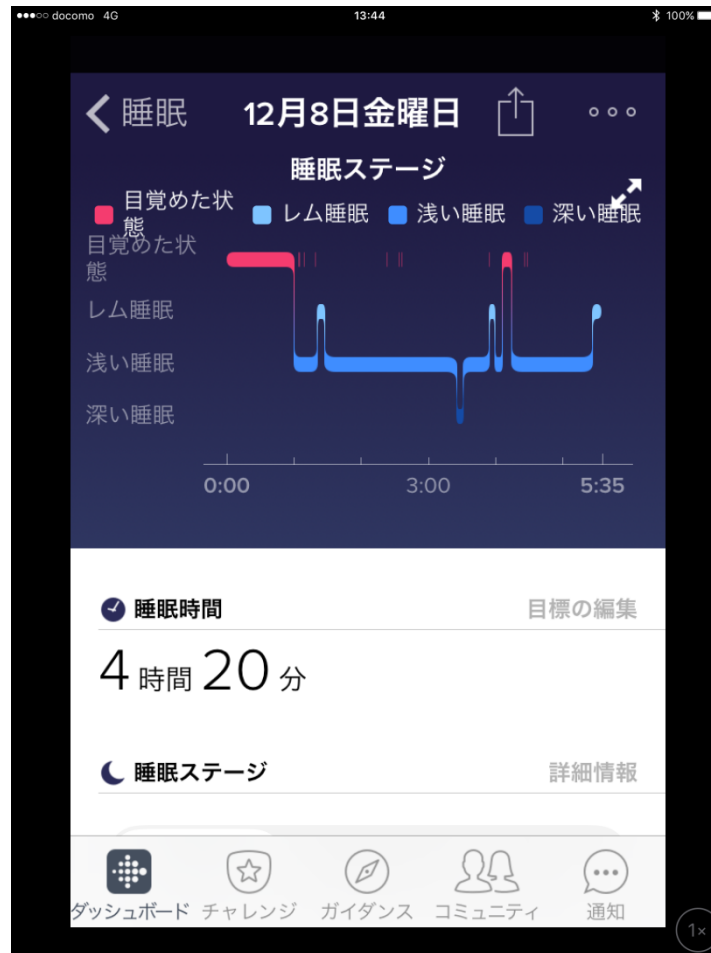 docomo 4G 13:44 100%
睡眠 12月8日金曜日
睡眠ステージ
目覚めた状態 レム睡眠 浅い睡眠 深い睡眠
目覚めた状態
レム睡眠
浅い睡眠
深い睡眠
0:00 3:00 5:35
睡眠時間 目標の編集
4 時間 20 分
睡眠ステージ 詳細情報
ダッシュボード チャレンジ ガイダンス コミュニティ 通知
1×